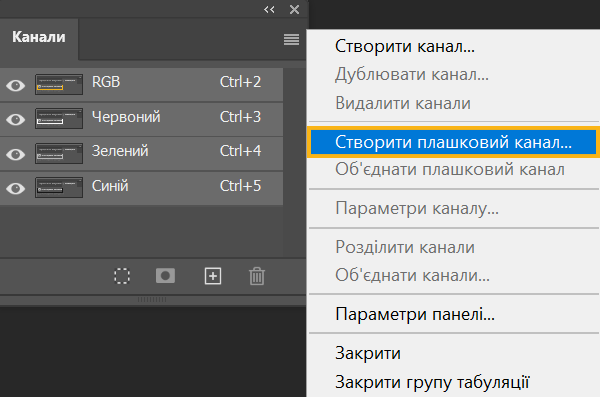 Канали
RGB Ctrl+2
Червоний Ctrl+3
Зелений Ctrl+4
Синій Ctrl+5
Створити канал...
Дублювати канал...
Видалити канали
Створити плашковий канал...
Об'єднати плашковий канал
Параметри каналу...
Розділити канали
Об'єднати канали...
Параметри панелі...
Закрити
Закрити групу табуляції